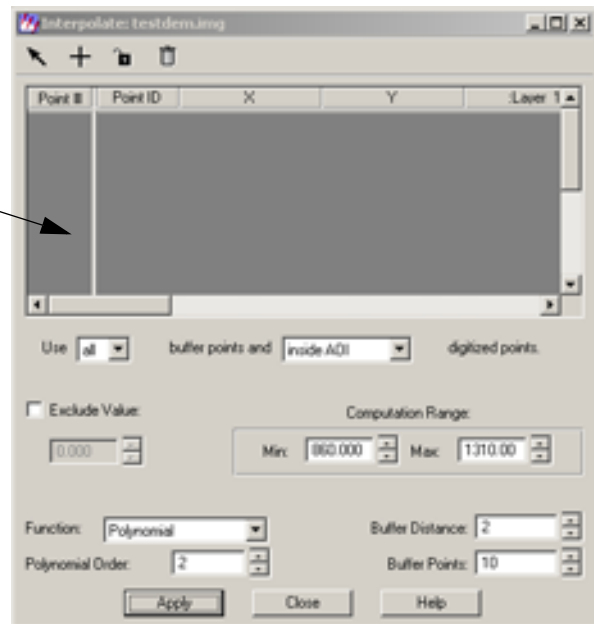 Interpolate: testdem.img
Point # Point ID X Y :Layer 1
Use all buffer points and inside AOI digitized points.
Exclude Value: Computation Range:
0.000 Min: 860.000 Max: 1310.00
Function: Polynomial Buffer Distance: 2
Polynomial Order: 2 Buffer Points: 10
Apply Close Help